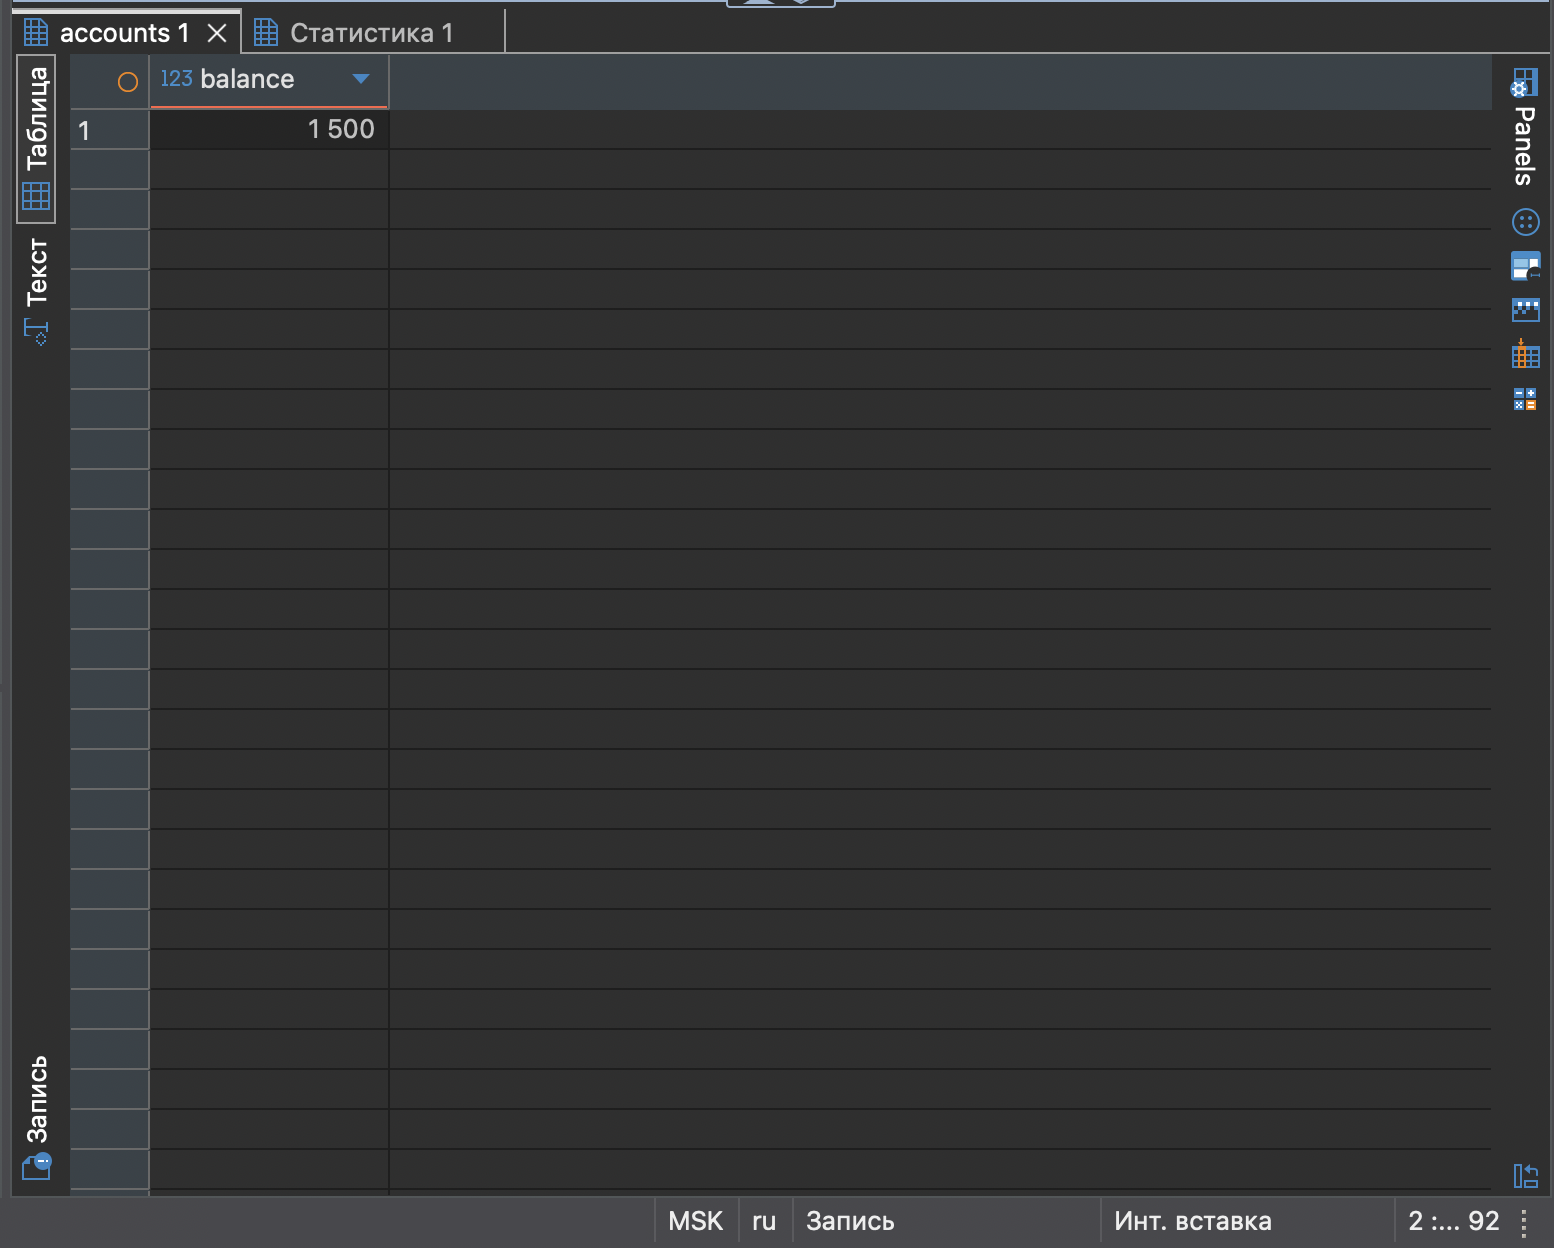 accounts 1
Статистика 1
Таблица
Текст
Запись
123 balance
1
1 500
Panels
MSK
ru
Запись
Инт. вставка
2 :... 92